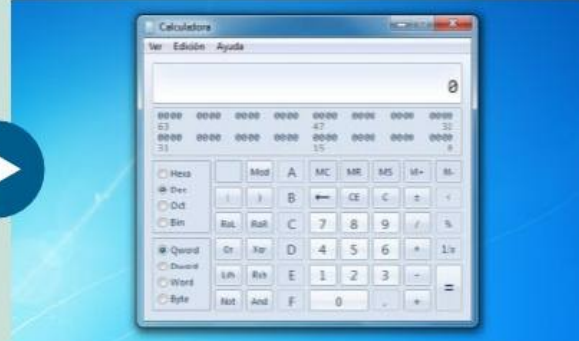 Calculadora
Ver Edición Ayuda
0
0000 0000 0000 0000 0000 0000 0000 0000
63 47 32
0000 0000 0000 0000 0000 0000 0000 0000
31 15 0
Hexa Mod A MC MR MS M+ M-
Dec ( ) B ← CE C ±
Oct
Bin RoL RoR C 7 8 9 / %
Qword Or Xor D 4 5 6 * 1/x
Dword
Word Lsh Rsh E 1 2 3 - =
Byte Not And F 0 , +